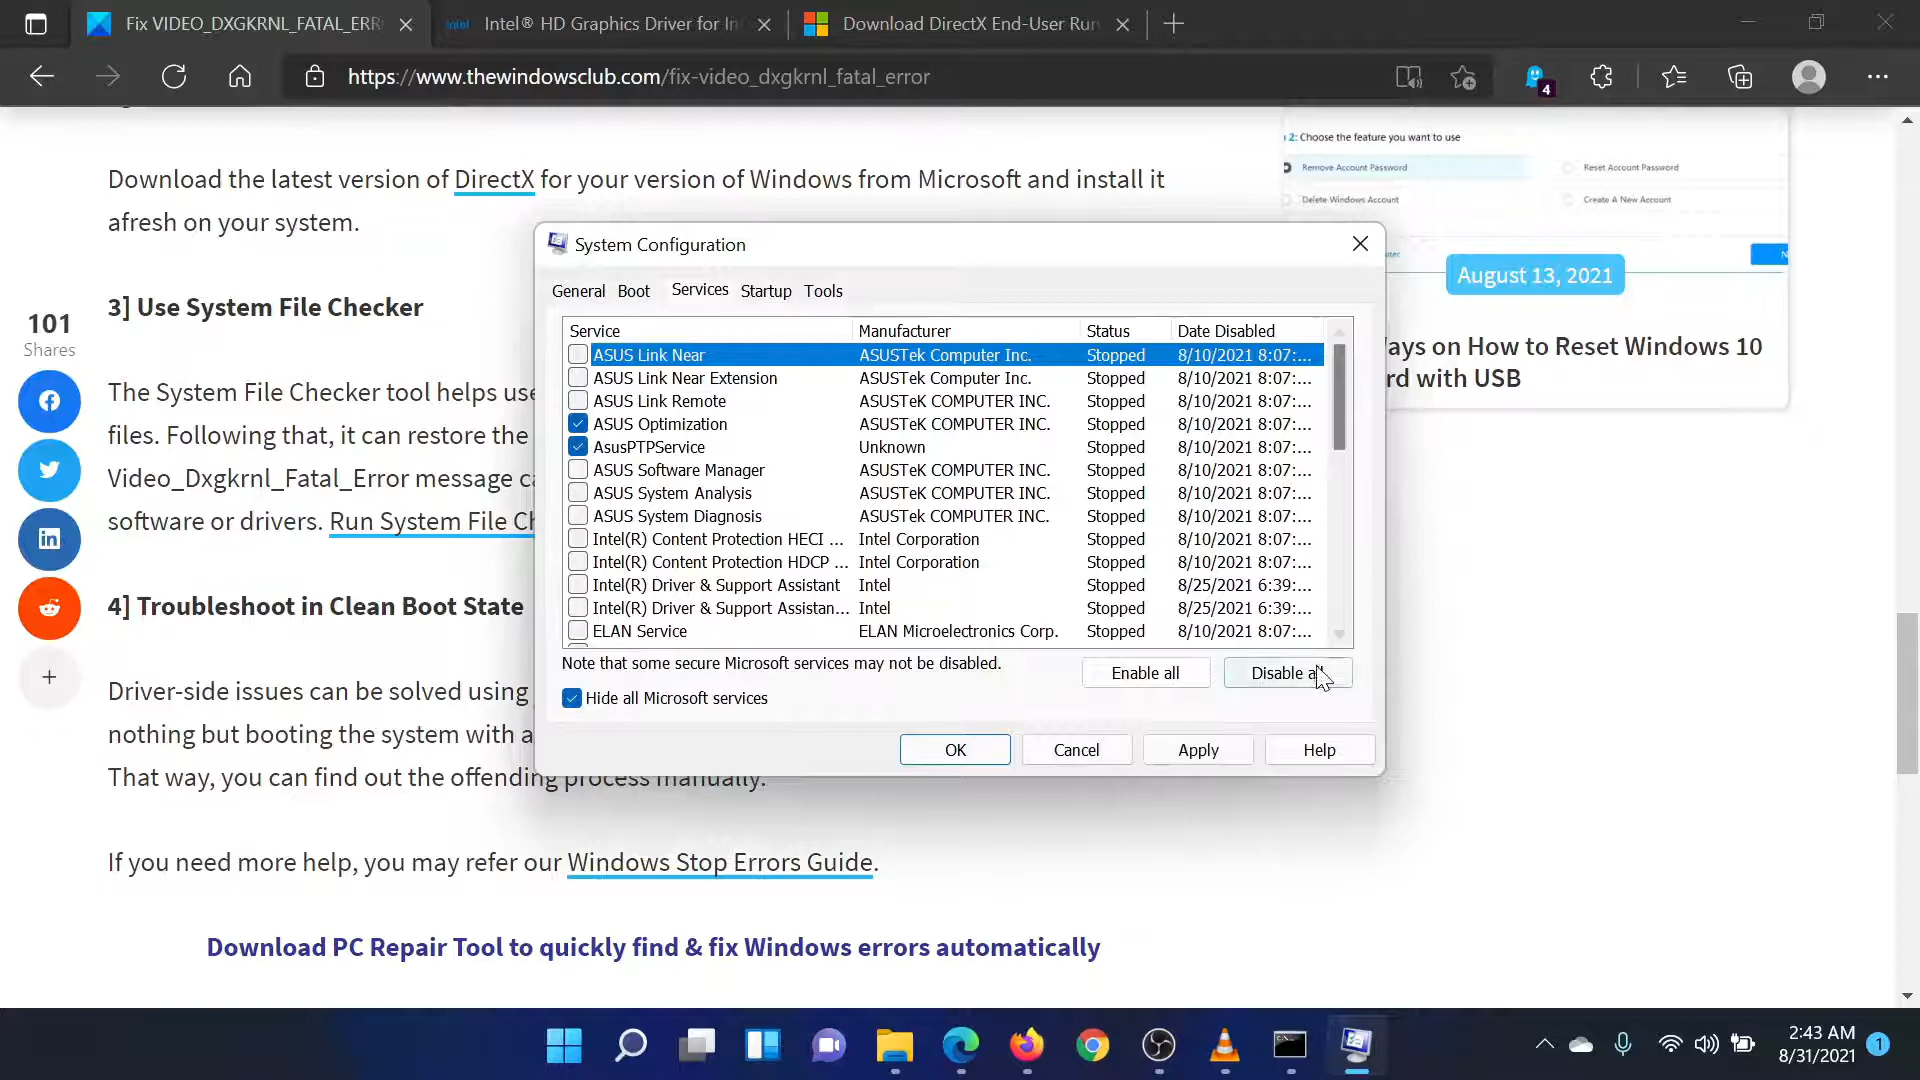 Fix VIDEO_DXGKRNL_FATAL_ERR
intel
Intel® HD Graphics Driver for In
Download DirectX End-User Run
https://www.thewindowsclub.com/fix-video_dxgkrnl_fatal_error
4
Download the latest version of DirectX for your version of Windows from Microsoft and install it
afresh on your system.
2: Choose the feature you want to use
Remove Account Password
Reset Account Password
Delete Windows Account
Create A New Account
August 13, 2021
ays on How to Reset Windows 10
rd with USB
101
Shares
3] Use System File Checker
The System File Checker tool helps use
files. Following that, it can restore the
Video_Dxgkrnl_Fatal_Error message ca
software or drivers. Run System File Ch
4] Troubleshoot in Clean Boot State
Driver-side issues can be solved using
nothing but booting the system with a
That way, you can find out the offending process manually.
If you need more help, you may refer our Windows Stop Errors Guide.
Download PC Repair Tool to quickly find & fix Windows errors automatically
System Configuration
General Boot Services Startup Tools
Service Manufacturer Status Date Disabled
ASUS Link Near ASUSTek Computer Inc. Stopped 8/10/2021 8:07:...
ASUS Link Near Extension ASUSTek Computer Inc. Stopped 8/10/2021 8:07:...
ASUS Link Remote ASUSTeK COMPUTER INC. Stopped 8/10/2021 8:07:...
ASUS Optimization ASUSTeK COMPUTER INC. Stopped 8/10/2021 8:07:...
AsusPTPService Unknown Stopped 8/10/2021 8:07:...
ASUS Software Manager ASUSTeK COMPUTER INC. Stopped 8/10/2021 8:07:...
ASUS System Analysis ASUSTeK COMPUTER INC. Stopped 8/10/2021 8:07:...
ASUS System Diagnosis ASUSTek COMPUTER INC. Stopped 8/10/2021 8:07:...
Intel(R) Content Protection HECI ... Intel Corporation Stopped 8/10/2021 8:07:...
Intel(R) Content Protection HDCP ... Intel Corporation Stopped 8/10/2021 8:07:...
Intel(R) Driver & Support Assistant Intel Stopped 8/25/2021 6:39:...
Intel(R) Driver & Support Assistan... Intel Stopped 8/25/2021 6:39:...
ELAN Service ELAN Microelectronics Corp. Stopped 8/10/2021 8:07:...
Note that some secure Microsoft services may not be disabled.
Enable all
Disable all
Hide all Microsoft services
OK Cancel Apply Help
2:43 AM
8/31/2021
1